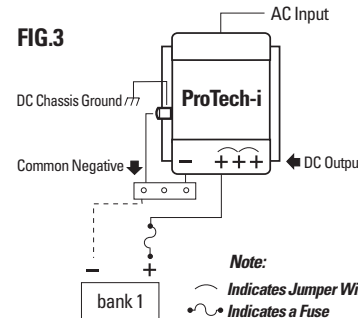 AC Input
FIG.3
DC Chassis Ground
ProTech-i
Common Negative
− + + +
DC Output
− +
Note:
Indicates Jumper Wi
bank 1
Indicates a Fuse